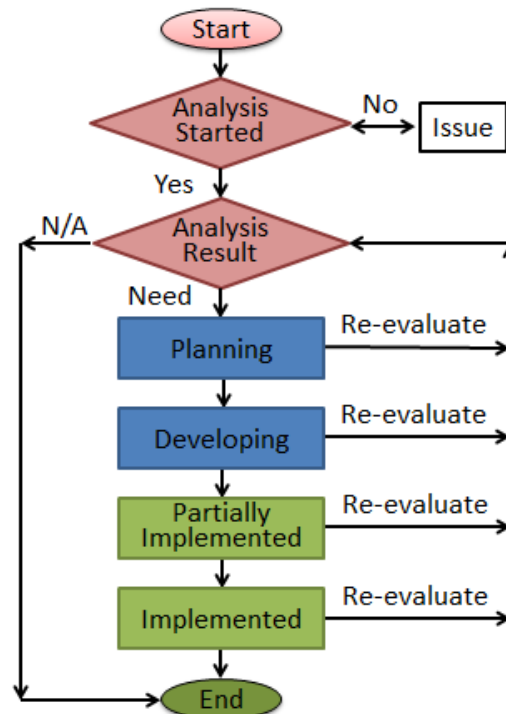 Start
Analysis
Started
No
Issue
Yes
N/A
Analysis
Result
Need
Planning
Re-evaluate
Developing
Re-evaluate
Partially
Implemented
Re-evaluate
Implemented
Re-evaluate
End